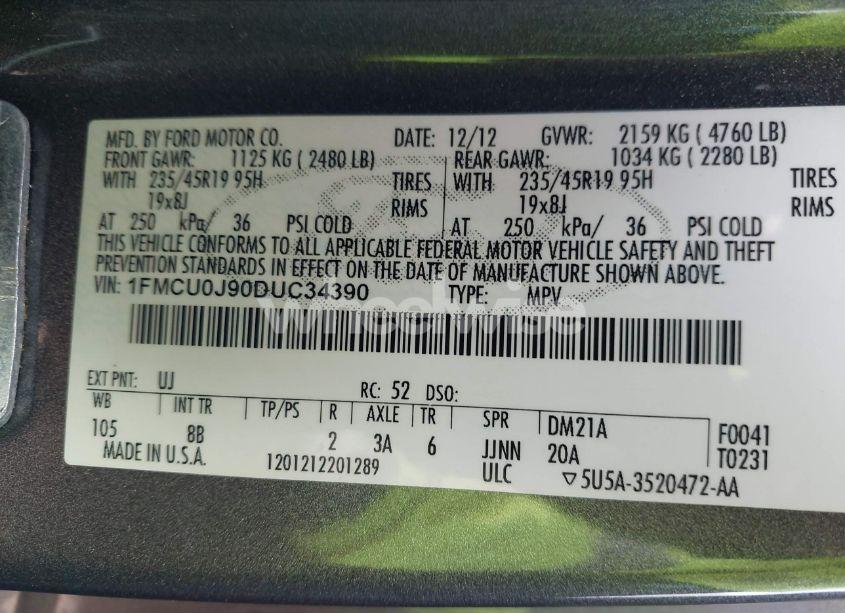 MFD. BY FORD MOTOR CO. DATE: 12/12 GVWR: 2159 KG ( 4760 LB)
FRONT GAWR: 1125 KG ( 2480 LB) REAR GAWR: 1034 KG ( 2280 LB)
WITH 235/45R19 95H TIRES WITH 235/45R19 95H TIRES
19x8J RIMS 19x8J RIMS
AT 250 kPa/ 36 PSI COLD AT 250 kPa/ 36 PSI COLD
THIS VEHICLE CONFORMS TO ALL APPLICABLE FEDERAL MOTOR VEHICLE SAFETY AND THEFT
PREVENTION STANDARDS IN EFFECT ON THE DATE OF MANUFACTURE SHOWN ABOVE.
VIN: 1FMCU0J90DUC34390 TYPE: MPV
wheelwise
EXT PNT: UJ RC: 52 DSO:
WB INT TR TP/PS R AXLE TR SPR DM21A F0041
105 8B 2 3A 6 JJNN 20A T0231
MADE IN U.S.A. 1201212201289 ULC ▽5U5A-3520472-AA